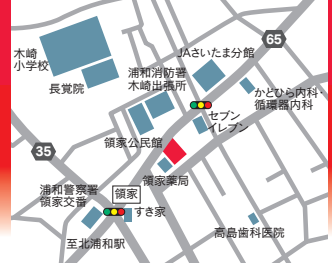 65
木崎
小学校
長覚院
JAさいたま分館
浦和消防署
木崎出張所
かとひら内科
循環器内科
セブン
イレブン
領家公民館
35
領家薬局
浦和警察署
領家交番
領家
すき家
高島歯科医院
至北浦和駅